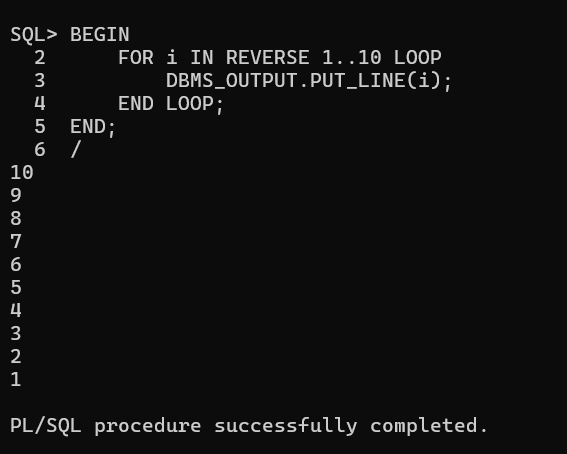 SQL> BEGIN
  2      FOR i IN REVERSE 1..10 LOOP
  3          DBMS_OUTPUT.PUT_LINE(i);
  4      END LOOP;
  5  END;
  6  /
10
9
8
7
6
5
4
3
2
1
PL/SQL procedure successfully completed.